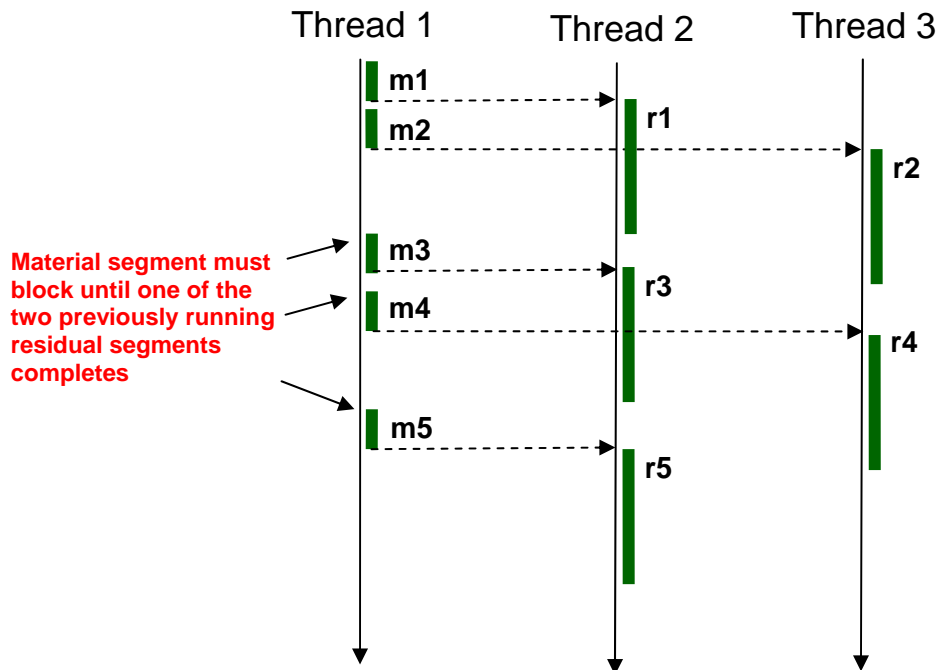 Thread 1
Thread 2
Thread 3
m1
r1
m2
r2
Material segment must
block until one of the
two previously running
residual segments
completes
m3
r3
m4
r4
m5
r5